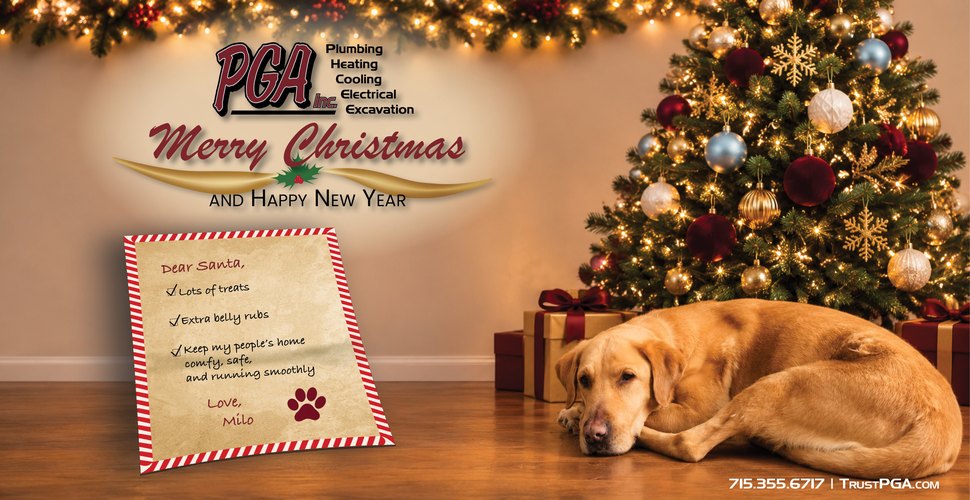 PGA Inc.
Plumbing
Heating
Cooling
Electrical
Excavation
Merry Christmas
AND HAPPY NEW YEAR
Dear Santa,
✓ Lots of treats
✓ Extra belly rubs
✓ Keep my people's home
comfy, safe,
and running smoothly
Love,
Milo
715.355.6717 | TRUSTPGA.COM